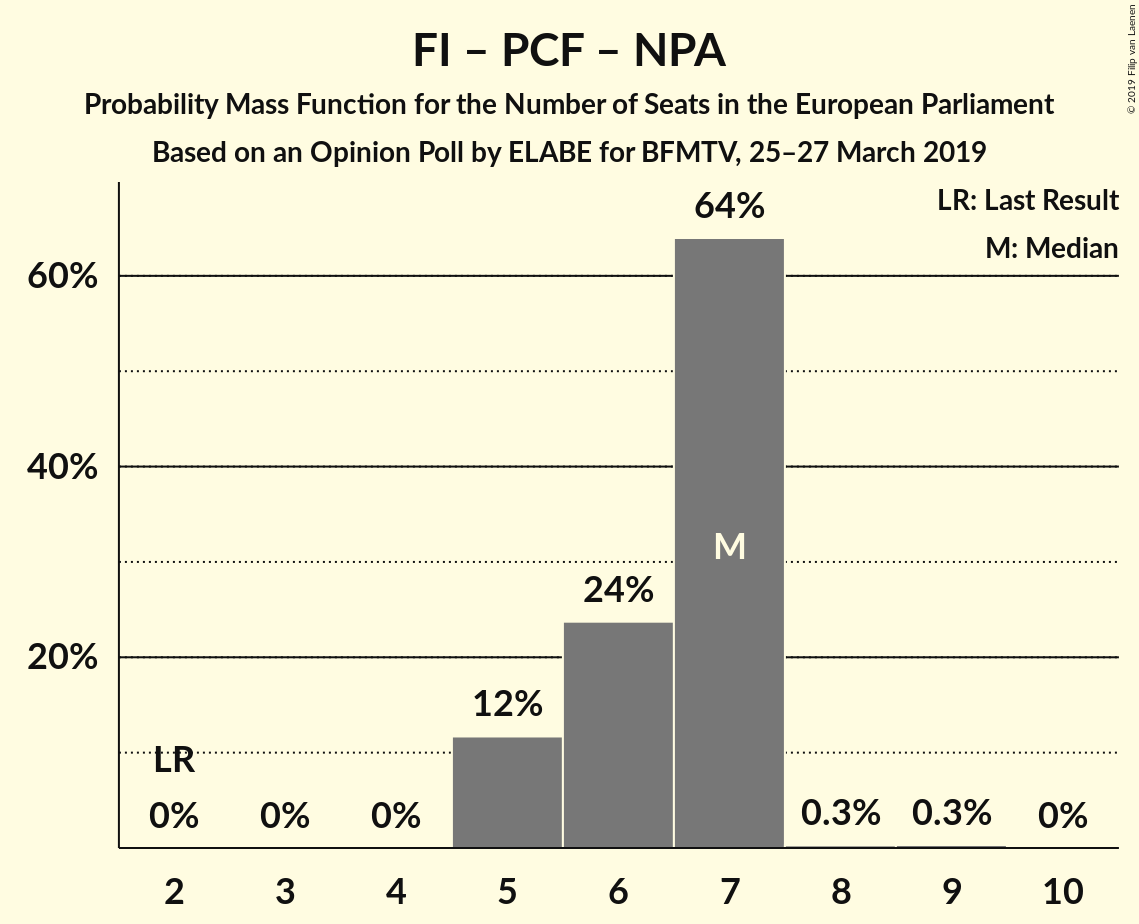 FI – PCF – NPA
Probability Mass Function for the Number of Seats in the European Parliament
Based on an Opinion Poll by ELABE for BFMTV, 25–27 March 2019
© 2019 Filip van Laenen
LR: Last Result
M: Median
64%
60%
40%
M
24%
20%
12%
LR
0%
0%
0%
0.3%
0.3%
0%
2 3 4 5 6 7 8 9 10